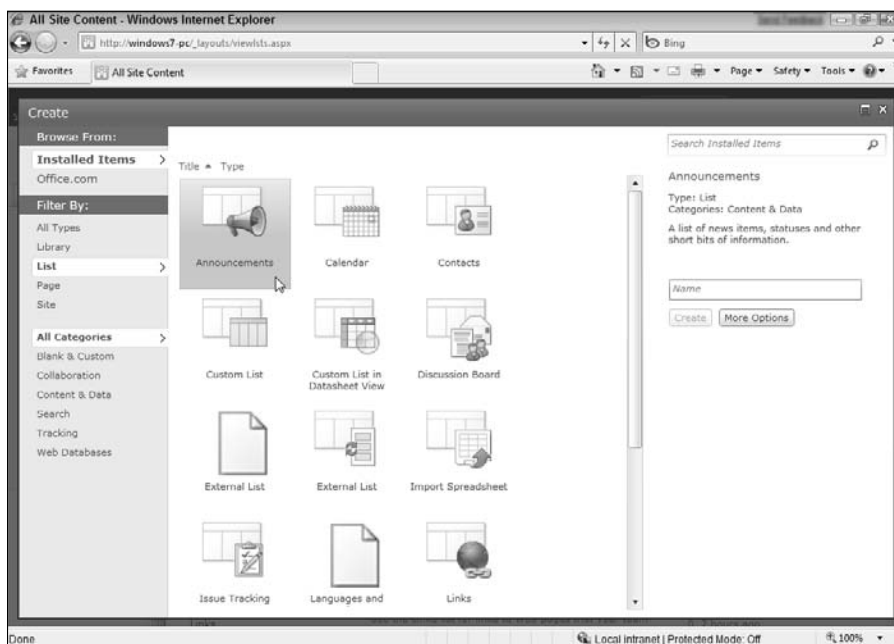 All Site Content - Windows Internet Explorer
http://windows7-pc/_layouts/viewlsts.aspx
Bing
Favorites
All Site Content
Page
Safety
Tools
Create
Browse From:
Installed Items
Office.com
Filter By:
All Types
Library
List
Page
Site
All Categories
Blank & Custom
Collaboration
Content & Data
Search
Tracking
Web Databases
Title Type
Announcements
Calendar
Contacts
Custom List
Custom List in
Datasheet View
Discussion Board
External List
External List
Import Spreadsheet
Issue Tracking
Languages and
Links
Search Installed Items
Announcements
Type: List
Categories: Content & Data
A list of news items, statuses and other
short bits of information.
Name
Create
More Options
Links
2 hours ago
Done
Local intranet | Protected Mode: Off
100%